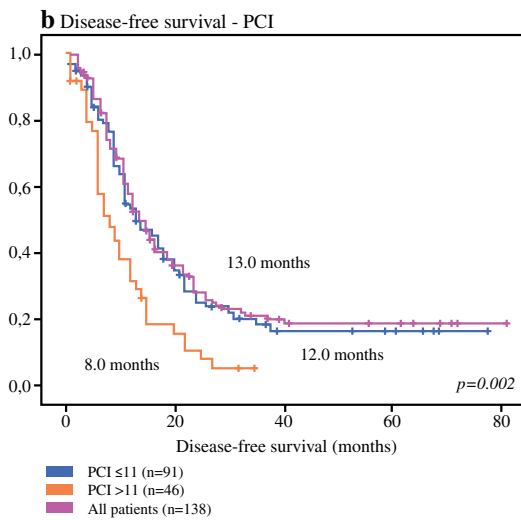 b Disease-free survival - PCI
1,0
0,8
0,6
0,4
0,2
0,0
13.0 months
8.0 months
12.0 months
p=0.002
0
20
40
60
80
Disease-free survival (months)
PCI ≤11 (n=91)
PCI >11 (n=46)
All patients (n=138)